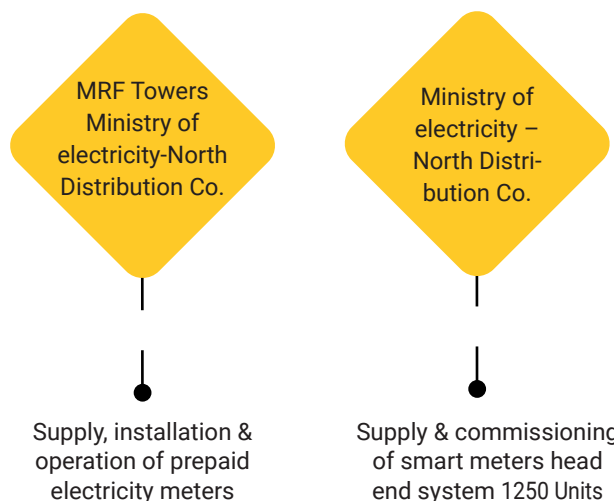 MRF Towers
Ministry of
electricity-North
Distribution Co.
Ministry of
electricity –
North Distri-
bution Co.
Supply, installation &
operation of prepaid
electricity meters
Supply & commissioning
of smart meters head
end system 1250 Units